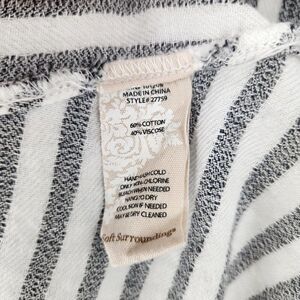 MADE IN CHINA
STYLE# 27759
60% COTTON
40% VISCOSE
HAND WASH COLD
ONLY NON-CHLORINE
BLEACH WHEN NEEDED
HANG TO DRY
COOL IRON IF NEEDED
MAY BE DRY CLEANED
Soft Surroundings